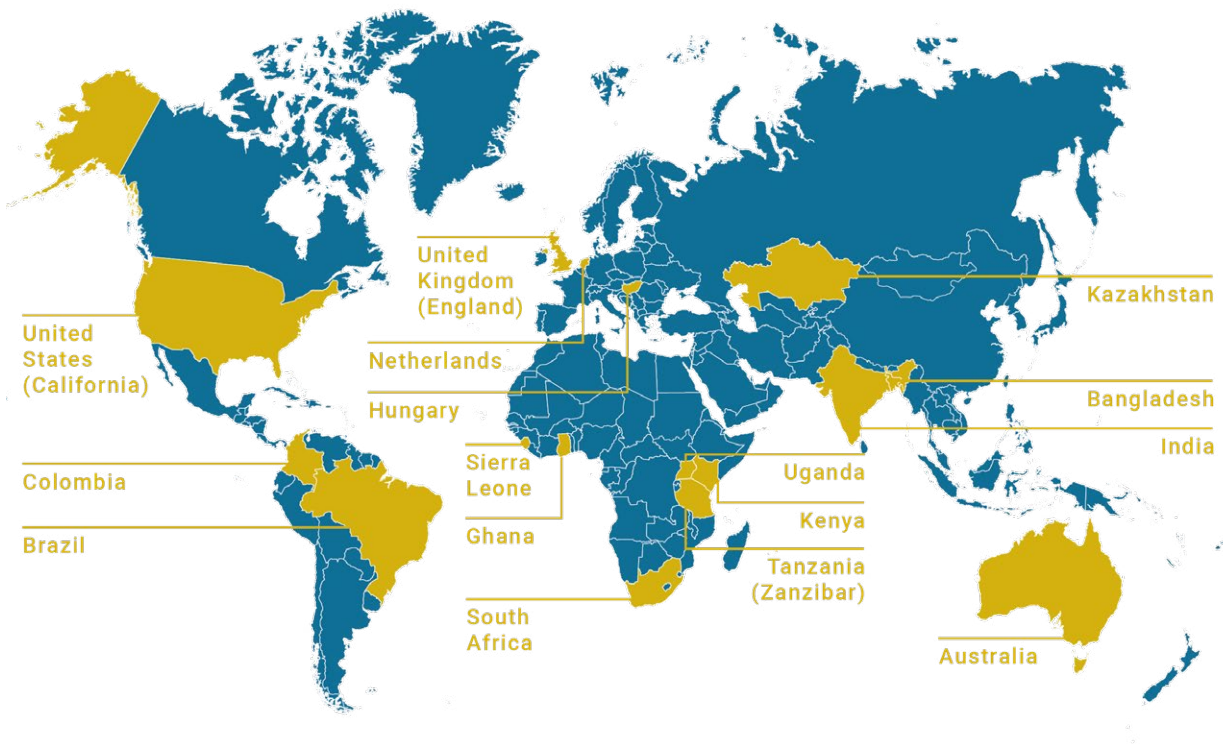 United
States
(California)
Colombia
Brazil
United
Kingdom
(England)
Netherlands
Hungary
Sierra
Leone
Ghana
South
Africa
Uganda
Kenya
Tanzania
(Zanzibar)
Kazakhstan
Bangladesh
India
Australia